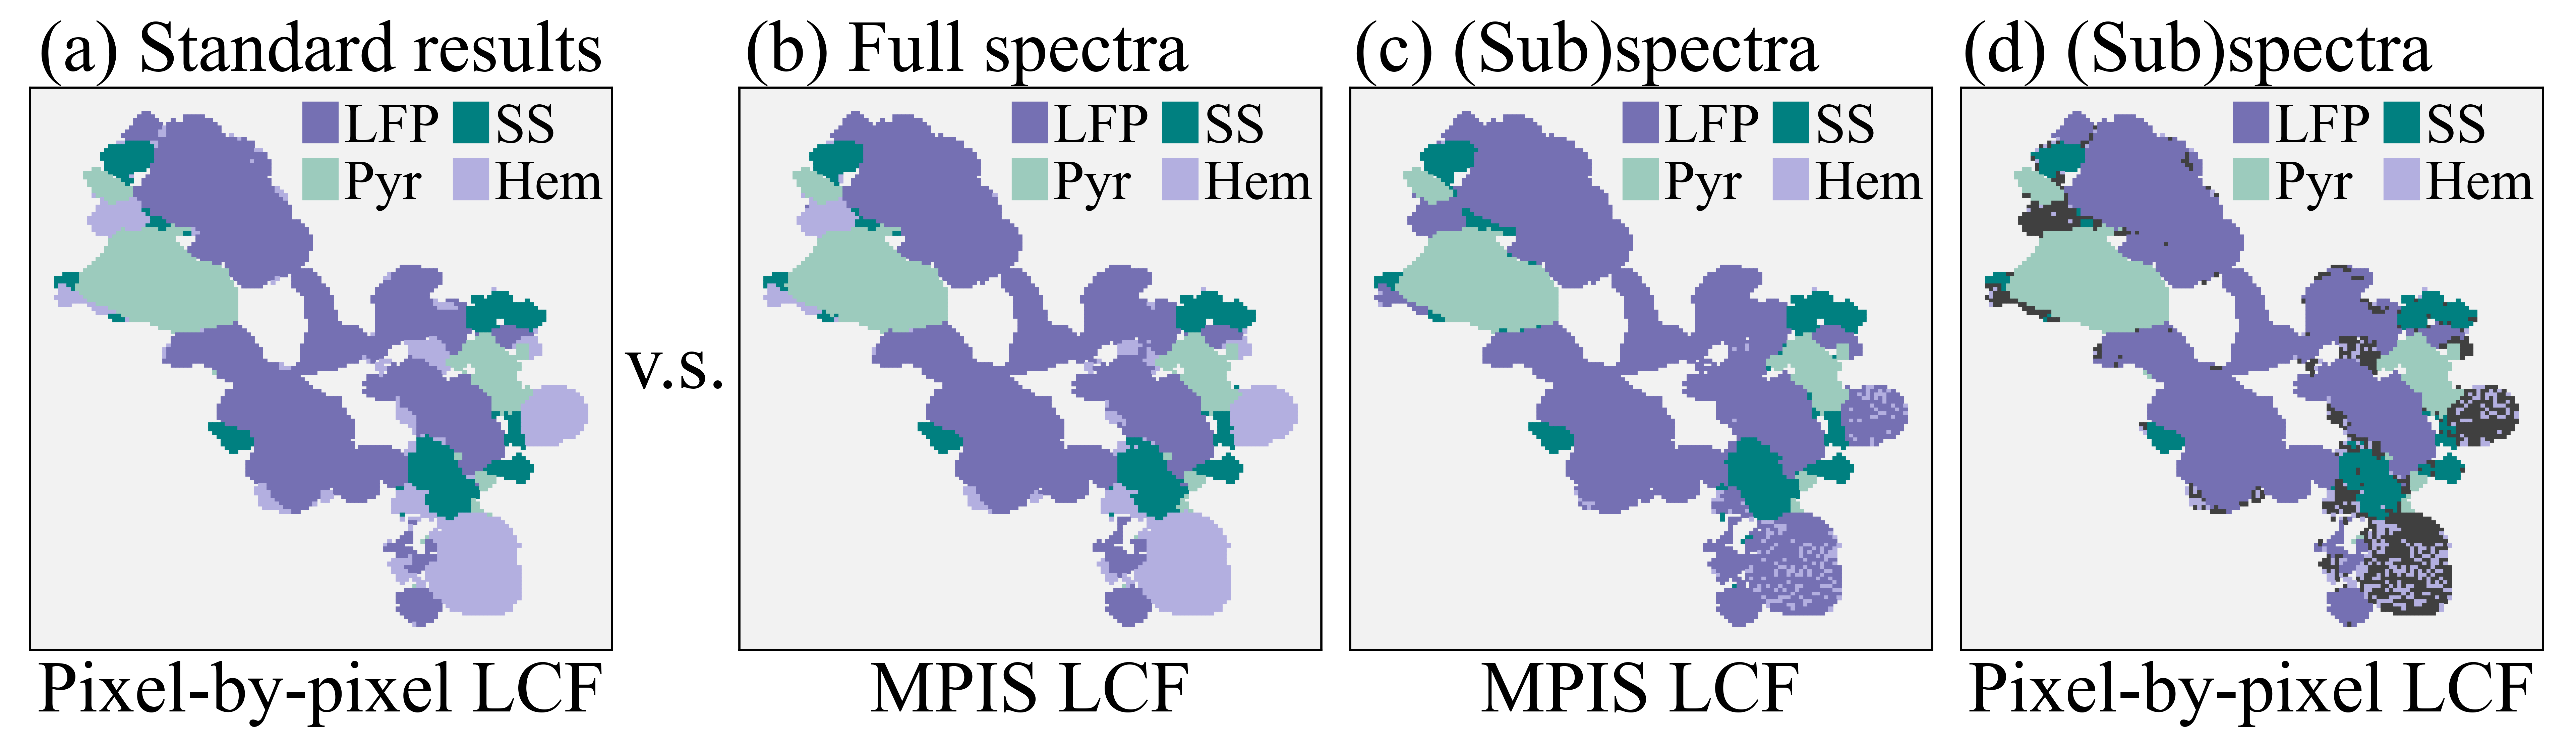 (a) Standard results
LFP SS
Pyr Hem
Pixel-by-pixel LCF
v.s.
(b) Full spectra
LFP SS
Pyr Hem
MPIS LCF
(c) (Sub)spectra
LFP SS
Pyr Hem
MPIS LCF
(d) (Sub)spectra
LFP SS
Pyr Hem
Pixel-by-pixel LCF